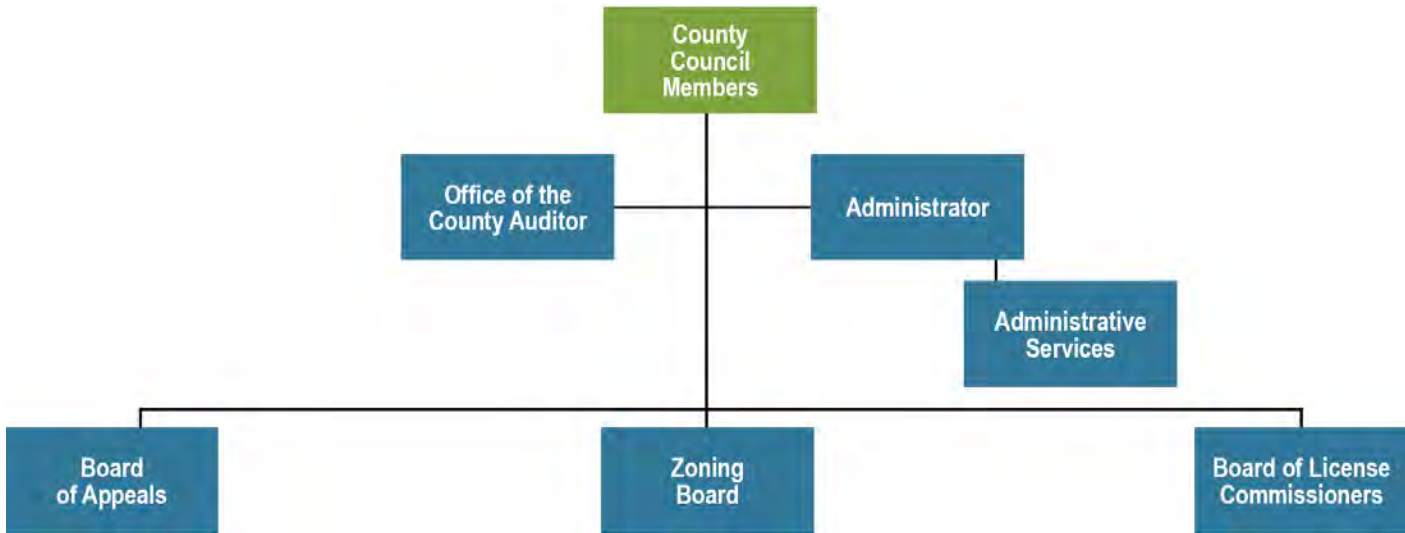 County
Council
Members
Office of the
County Auditor
Administrator
Administrative
Services
Board
of Appeals
Zoning
Board
Board of License
Commissioners